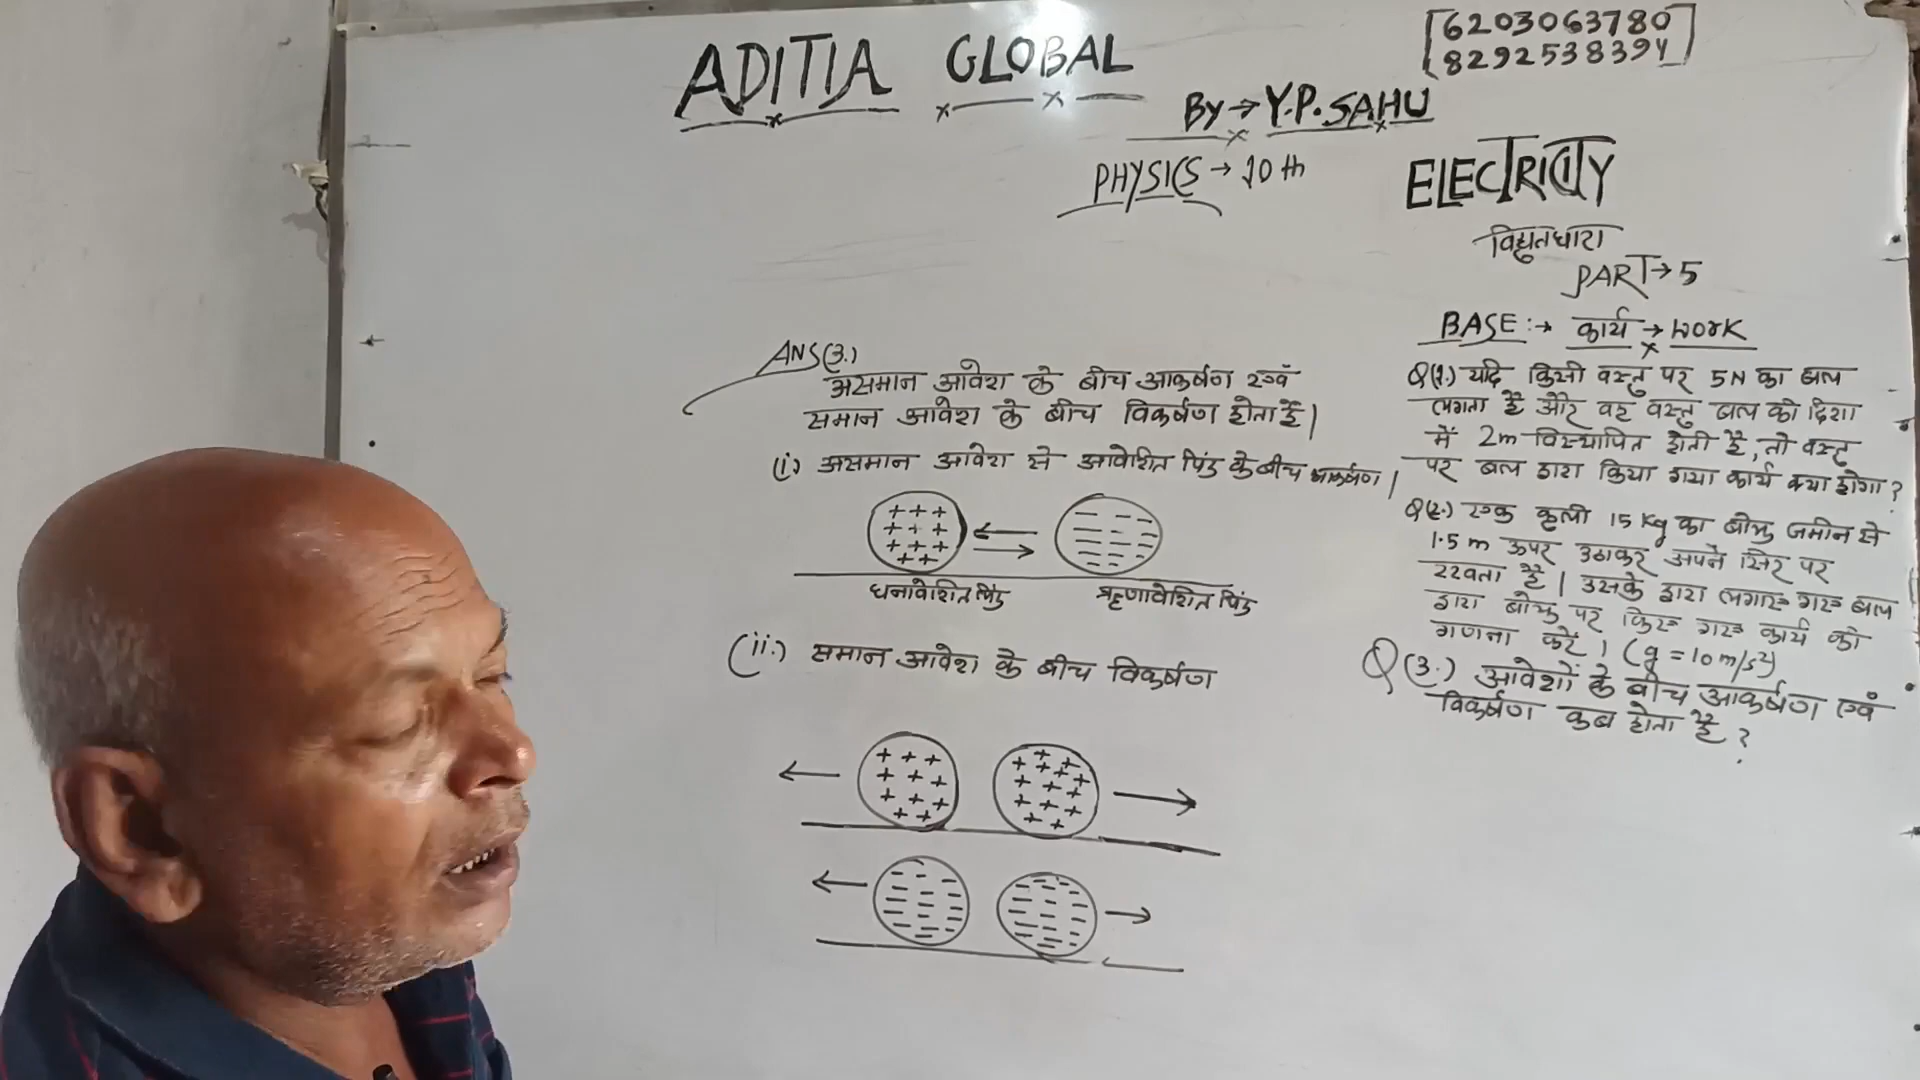 ADITIA GLOBAL
6203063780
8292538394
By → Y.P. SAHU
PHYSICS → 10 th
ELECTRICITY
विद्युतधारा
PART → 5
BASE :→ कार्य → WORK
Q(1.) यदि किसी वस्तु पर 5N का बल
लगता है और वह वस्तु बल की दिशा
में 2m विस्थापित होती है, तो वस्तु
पर बल द्वारा किया गया कार्य क्या होगा?
Q(2.) एक कुली 15 Kg का बोझ जमीन से
1.5 m ऊपर उठाकर अपने सिर पर
रखता है। उसके द्वारा लगाए गए बल
द्वारा बोझ पर किए गए कार्य की
गणना करें। (g = 10 m/s²)
Q(3.) आवेशों के बीच आकर्षण एवं
विकर्षण कब होता है?
ANS(3.)
असमान आवेश के बीच आकर्षण एवं
समान आवेश के बीच विकर्षण होता है।
(i) असमान आवेश से आवेशित पिंड के बीच आकर्षण।
+ + +
+ + +
+ + +
+ +
धनावेशित पिंड ऋणावेशित पिंड
(ii.) समान आवेश के बीच विकर्षण